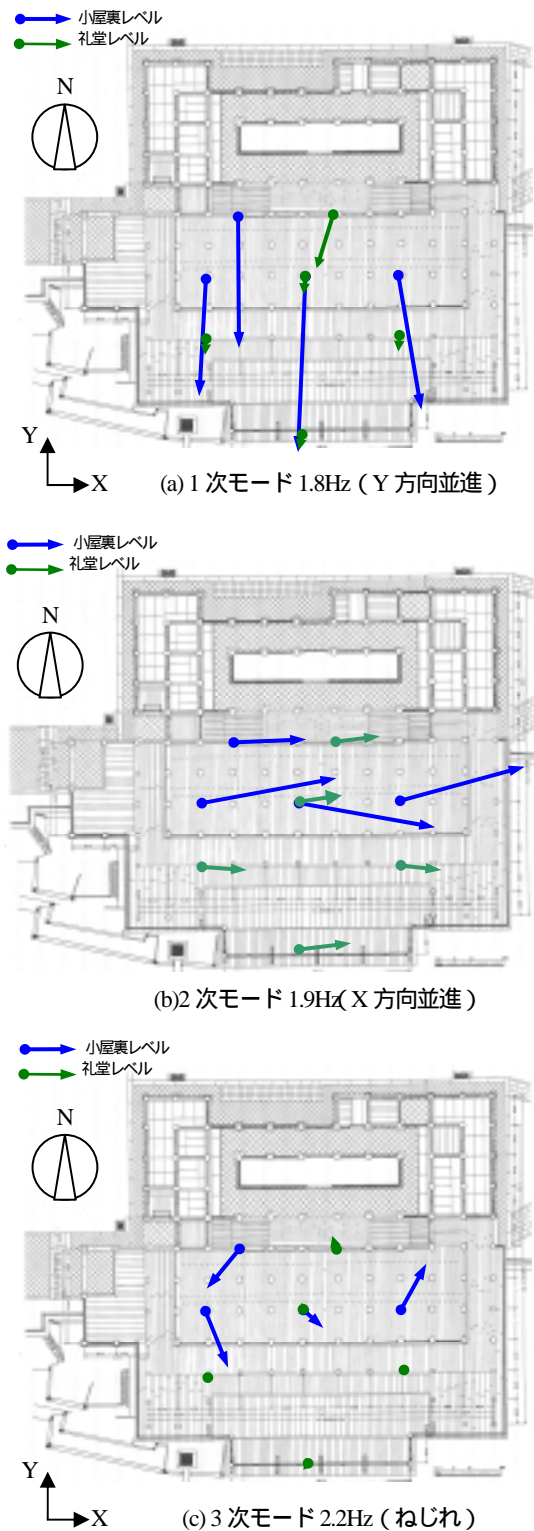 小屋裏レベル
礼堂レベル
N
Y
X
(a) 1 次モード 1.8Hz ( Y 方向並進 )
小屋裏レベル
礼堂レベル
N
(b)2 次モード 1.9Hz( X 方向並進 )
小屋裏レベル
礼堂レベル
N
Y
X
(c) 3 次モード 2.2Hz ( ねじれ )